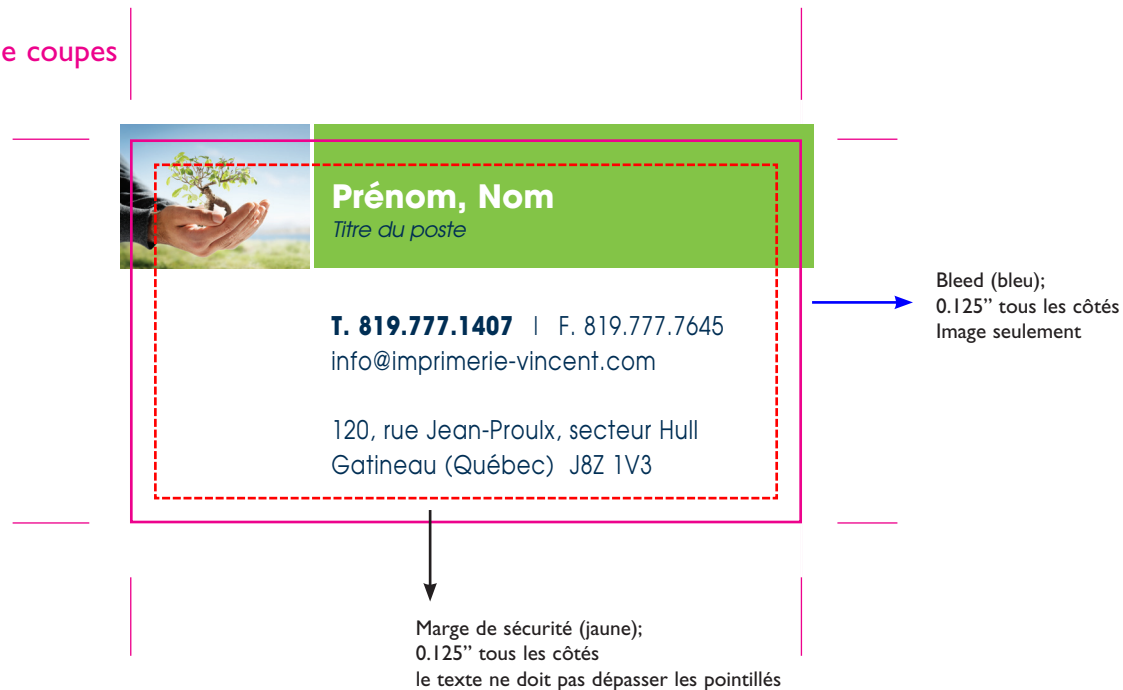 e coupes
Prénom, Nom
Titre du poste
T. 819.777.1407 | F. 819.777.7645
info@imprimerie-vincent.com
120, rue Jean-Proulx, secteur Hull
Gatineau (Québec) J8Z 1V3
Bleed (bleu);
0.125” tous les côtés
Image seulement
Marge de sécurité (jaune);
0.125” tous les côtés
le texte ne doit pas dépasser les pointillés